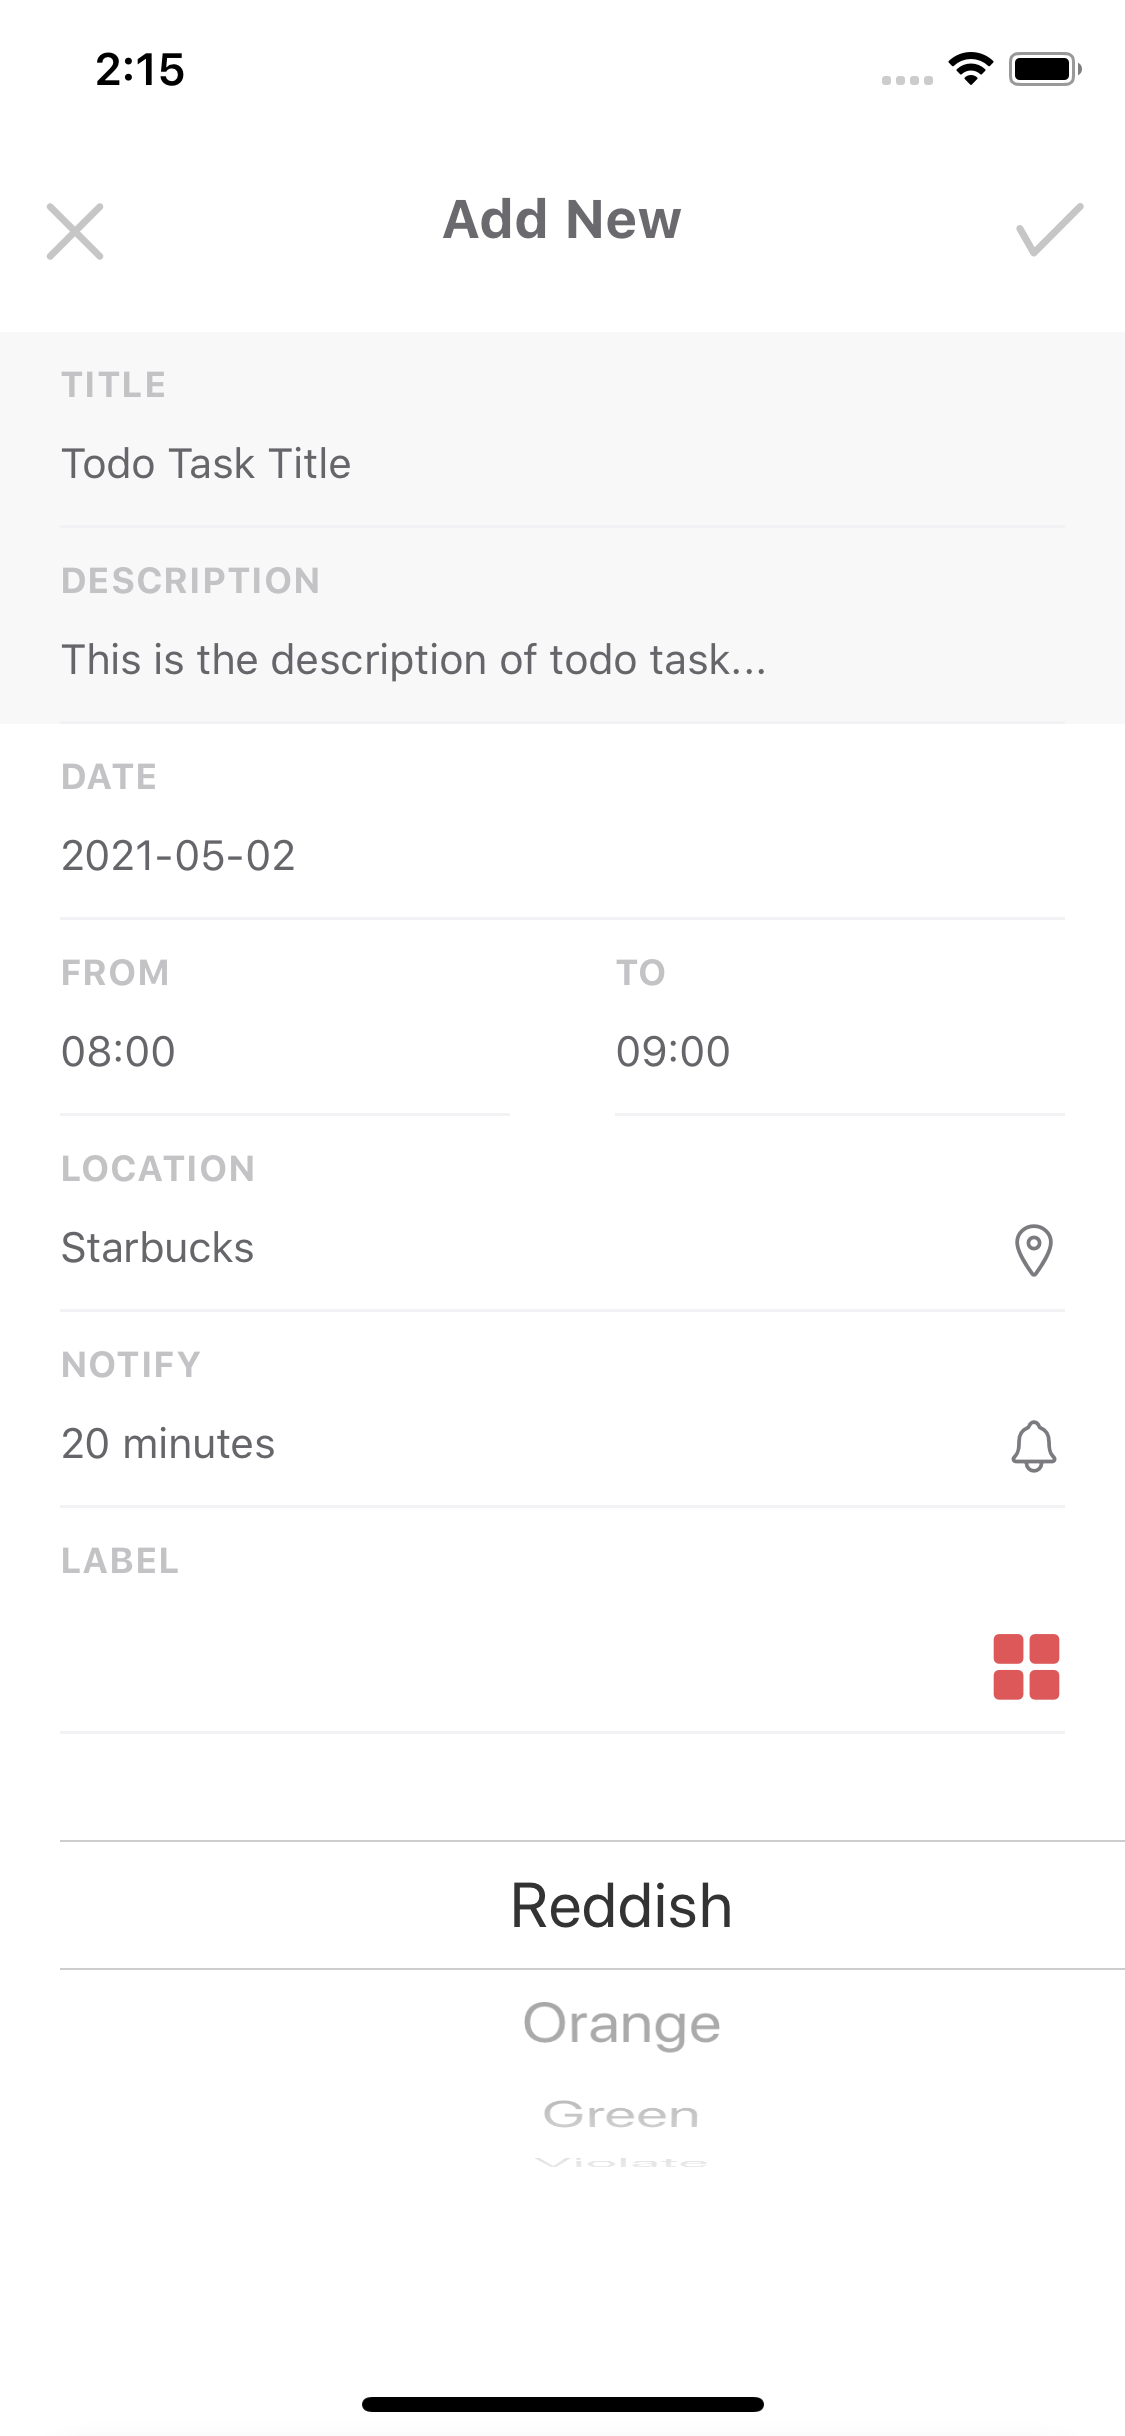 2:15
Add New
TITLE
Todo Task Title
DESCRIPTION
This is the description of todo task...
DATE
2021-05-02
FROM
TO
08:00
09:00
LOCATION
Starbucks
NOTIFY
20 minutes
LABEL
Reddish
Orange
Green
Violate